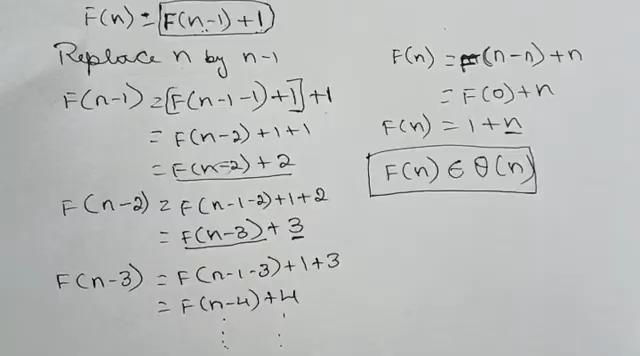 F(n) = F(n-1)+1
Replace n by n-1
F(n-1) = [F(n-1-1)+1]+1
= F(n-2)+1+1
= F(n-2)+2
F(n-2) = F(n-1-2)+1+2
= F(n-3)+3
F(n-3) = F(n-1-3)+1+3
= F(n-4)+4
F(n) = F(n-n)+n
= F(0)+n
F(n) = 1+n
F(n) ∈ θ(n)